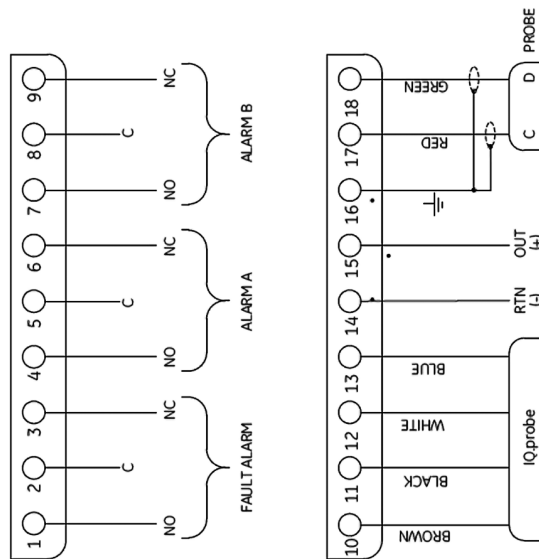 1 2 3 4 5 6 7 8 9
NO C NC NO C NC NO C NC
FAULT ALARM ALARM A ALARM B
10 11 12 13 14 15 16 17 18
BROWN BLACK WHITE BLUE RED GREEN
RTN (-) OUT (+)
IQ.probe
C D
PROBE